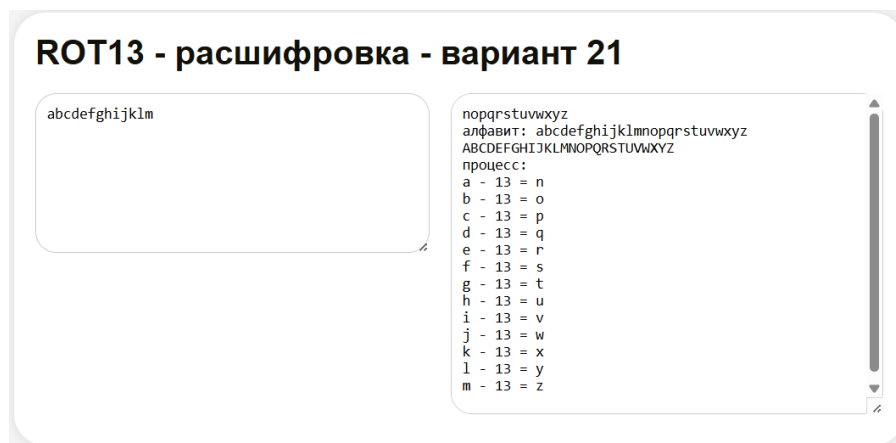 ROT13 - расшифровка - вариант 21
abcdefghijklm
nopqrstuvwxyz
алфавит: abcdefghijklmnopqrstuvwxyz
ABCDEFGHIJKLMNOPQRSTUVWXYZ
процесс:
a - 13 = n
b - 13 = o
c - 13 = p
d - 13 = q
e - 13 = r
f - 13 = s
g - 13 = t
h - 13 = u
i - 13 = v
j - 13 = w
k - 13 = x
l - 13 = y
m - 13 = z